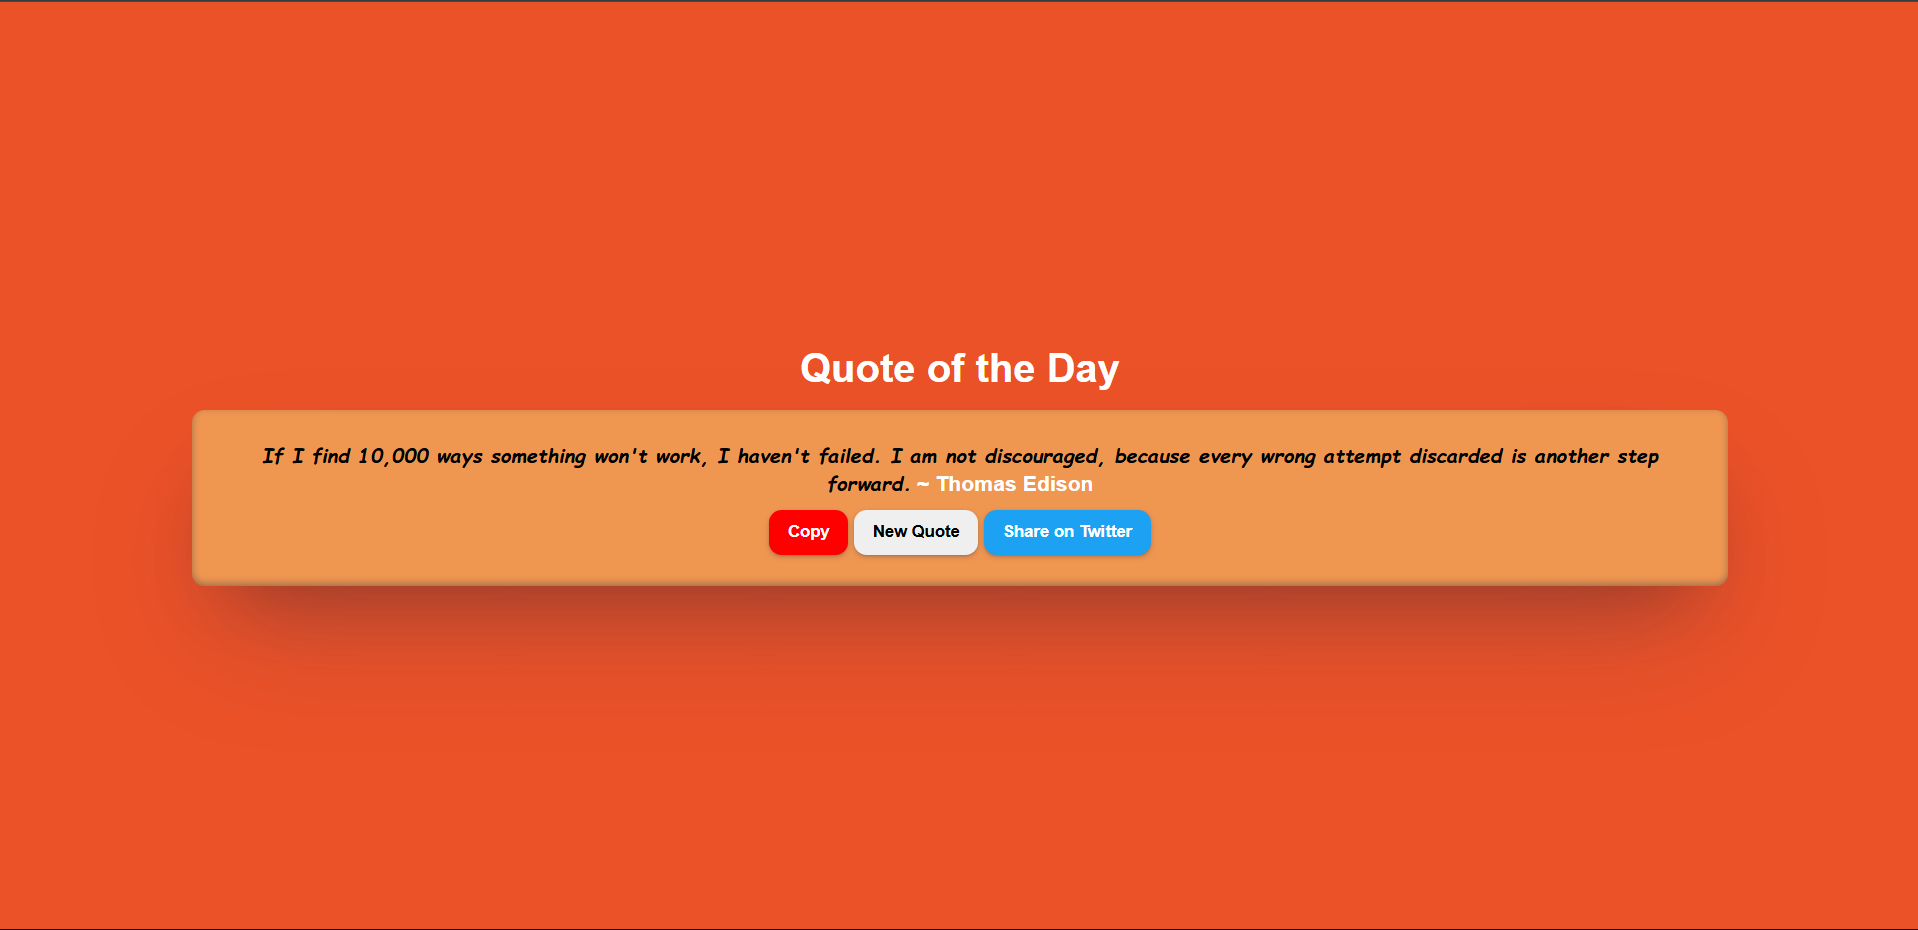 Quote of the Day
If I find 10,000 ways something won't work, I haven't failed. I am not discouraged, because every wrong attempt discarded is another step
forward. ~ Thomas Edison
Copy New Quote Share on Twitter